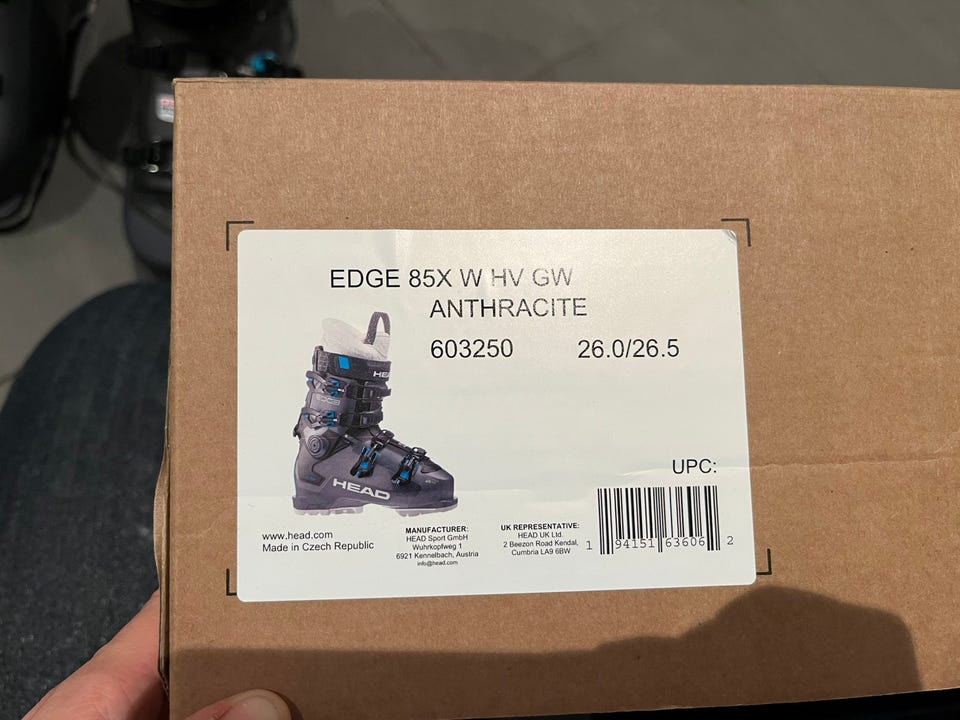 EDGE 85X W HV GW
ANTHRACITE
603250 26.0/26.5
HEAD
EDGE
HEAD
UPC:
www.head.com
Made in Czech Republic
MANUFACTURER:
HEAD Sport GmbH
Wuhrkopfweg 1
6921 Kennelbach, Austria
info@head.com
UK REPRESENTATIVE:
HEAD UK Ltd.
2 Beezon Road Kendal,
Cumbria LA9 6BW
1 94151 63606 2